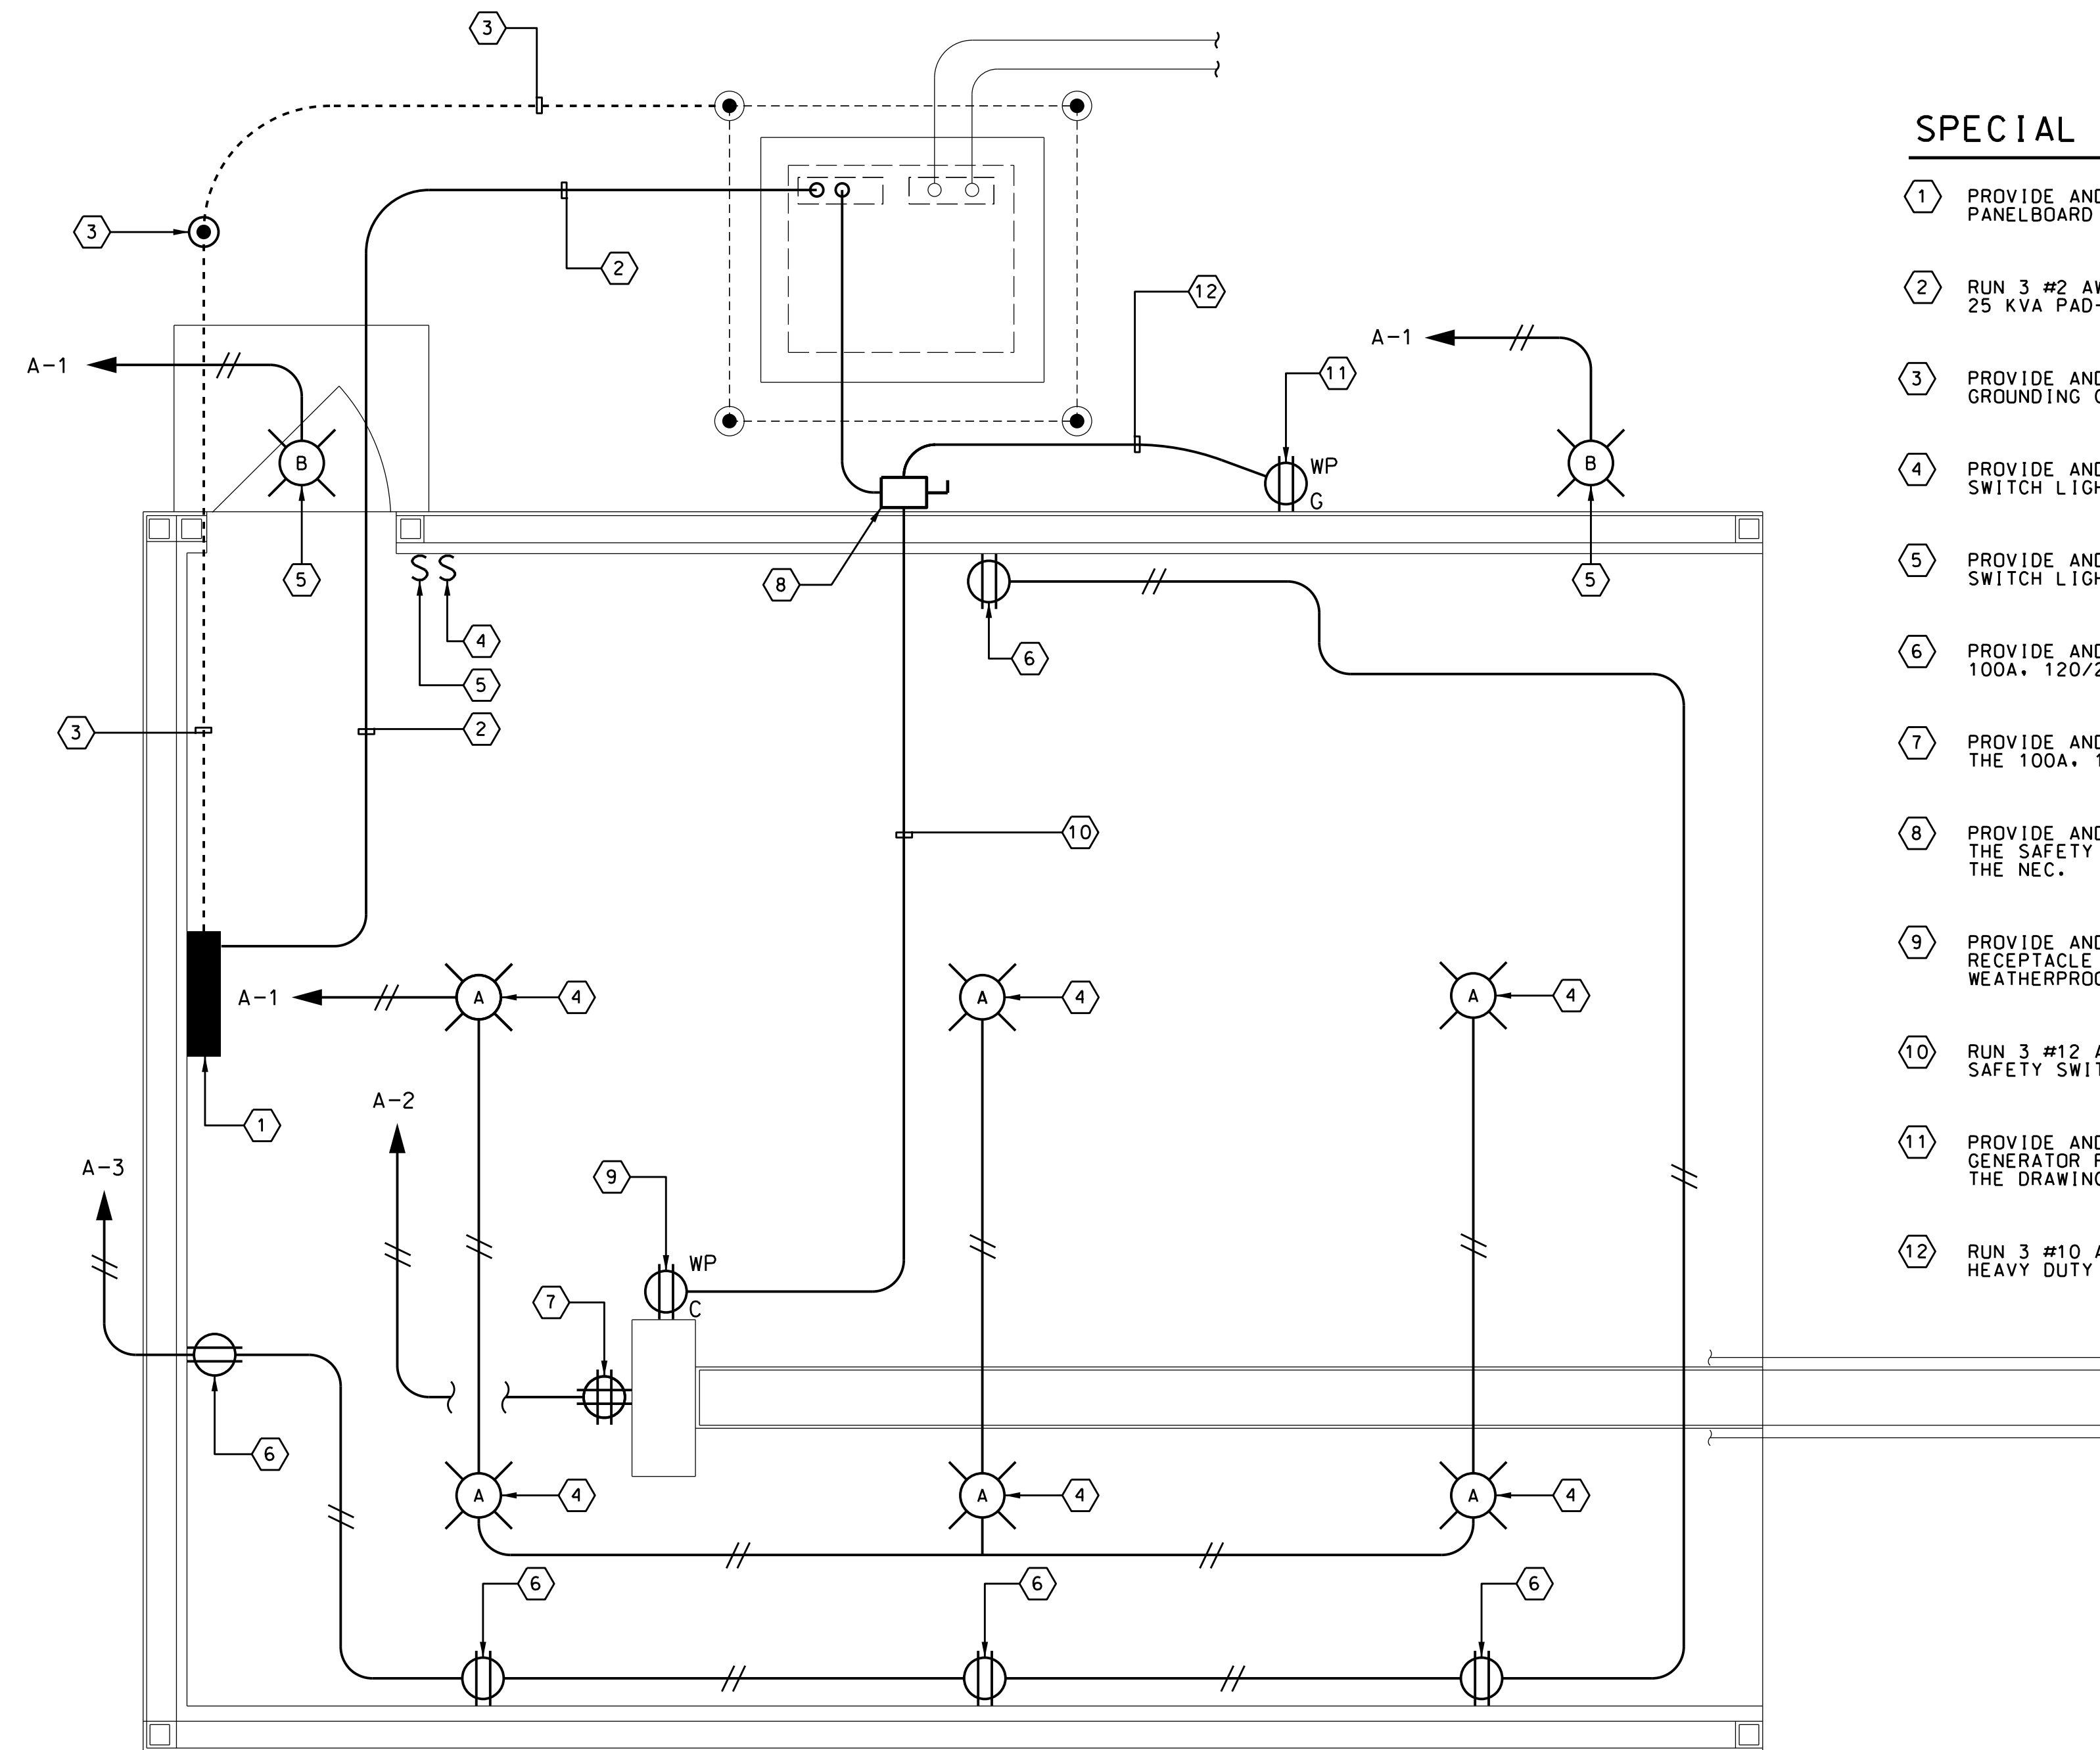 3
SPECIAL
1 PROVIDE AND
PANELBOARD
3
2
2 RUN 3 #2 AW
25 KVA PAD-
12
A-1
A-1
11
3 PROVIDE AND
GROUNDING
B
WP
G
B
4 PROVIDE AND
SWITCH LIGH
5
8
5
5 PROVIDE AND
SWITCH LIGH
S S
4
6
6 PROVIDE AND
100A, 120/2
5
3
2
7 PROVIDE AND
THE 100A, 1
10
8 PROVIDE AND
THE SAFETY
THE NEC.
9 PROVIDE AND
RECEPTACLE
WEATHERPROO
A-1
A
4
A
4
A
4
10 RUN 3 #12 A
SAFETY SWIT
1
A-2
11 PROVIDE AND
GENERATOR
THE DRAWING
A-3
9
12 RUN 3 #10 A
HEAVY DUTY
WP
C
7
6
A
4
A
4
A
4
6
6
6